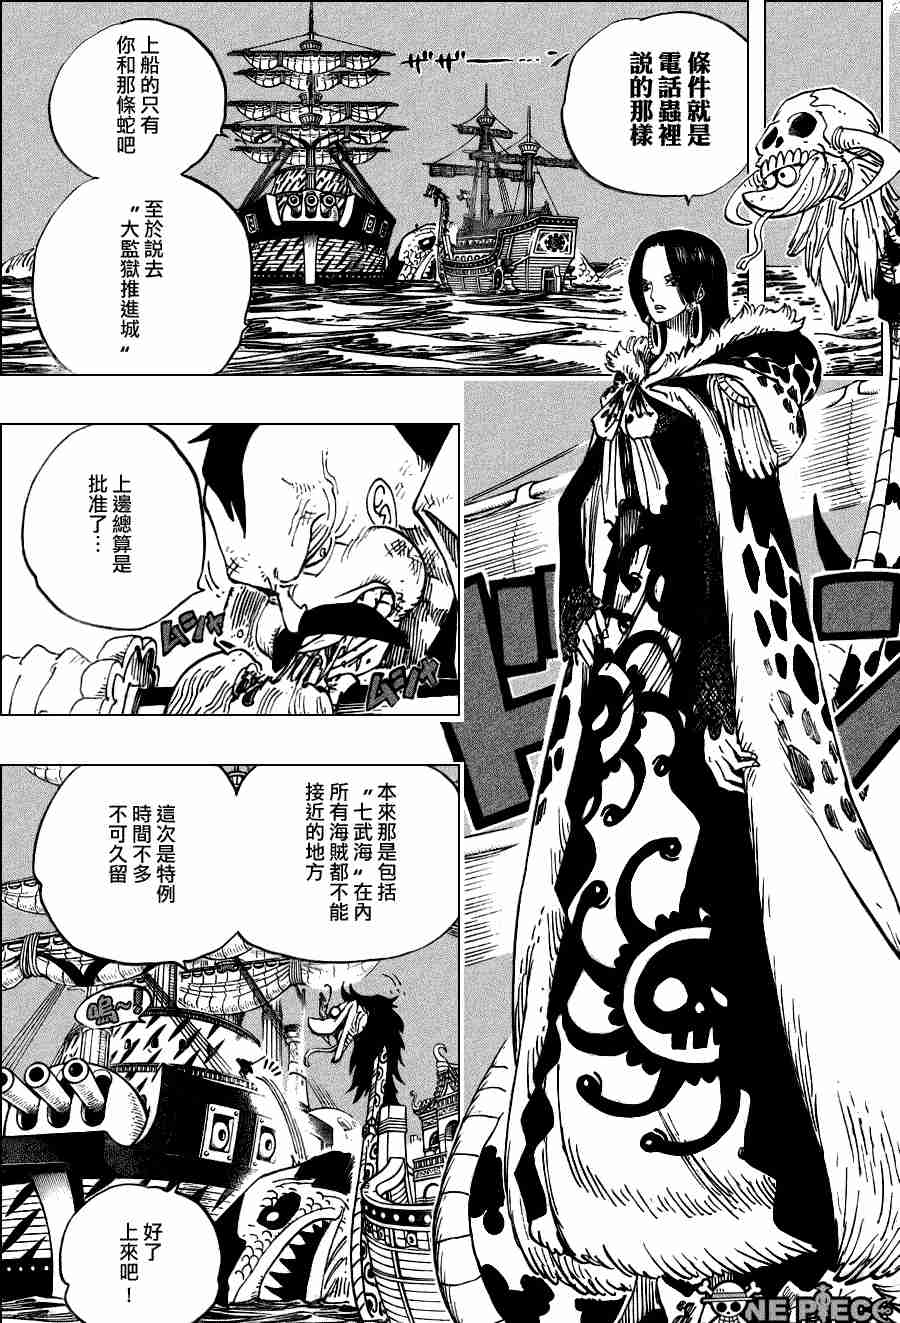 條件就是
電話蟲裡
説的那樣
ザザーーン
上船的只有
你和那條蛇吧
至於説去
〝大監獄推進城〞
上邊總算是
批准了…
ムシャ
ムシャ
ドン
本來那是包括
〝七武海〞在內
所有海賊都不能
接近的地方
這次是特例
時間不多
不可久留
嗚～!
好了
上來吧！
ONE PIECE